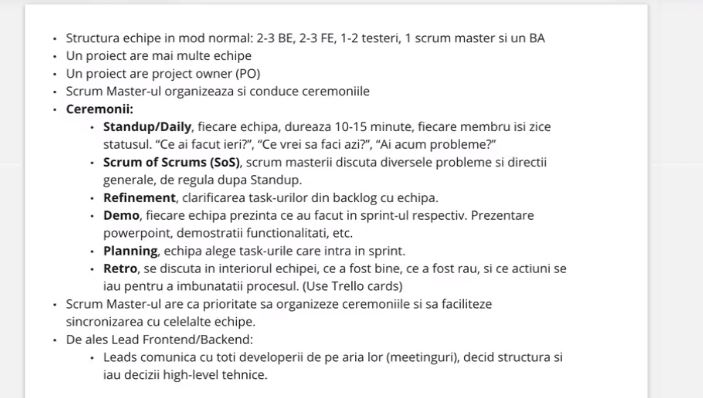 • Structura echipe in mod normal: 2-3 BE, 2-3 FE, 1-2 testeri, 1 scrum master si un BA
• Un proiect are mai multe echipe
• Un proiect are project owner (PO)
• Scrum Master-ul organizeaza si conduce ceremoniile
• Ceremonii:
• Standup/Daily, fiecare echipa, dureaza 10-15 minute, fiecare membru isi zice
statusul. “Ce ai facut ieri?”, “Ce vrei sa faci azi?”, “Ai acum probleme?”
• Scrum of Scrums (SoS), scrum masterii discuta diversele probleme si directii
generale, de regula dupa Standup.
• Refinement, clarificarea task-urilor din backlog cu echipa.
• Demo, fiecare echipa prezinta ce au facut in sprint-ul respectiv. Prezentare
powerpoint, demostratii functionalitati, etc.
• Planning, echipa alege task-urile care intra in sprint.
• Retro, se discuta in interiorul echipei, ce a fost bine, ce a fost rau, si ce actiuni se
iau pentru a imbunatatii procesul. (Use Trello cards)
• Scrum Master-ul are ca prioritate sa organizeze ceremoniile si sa faciliteze
sincronizarea cu celelalte echipe.
• De ales Lead Frontend/Backend:
• Leads comunica cu toti developerii de pe aria lor (meetinguri), decid structura si
iau decizii high-level tehnice.